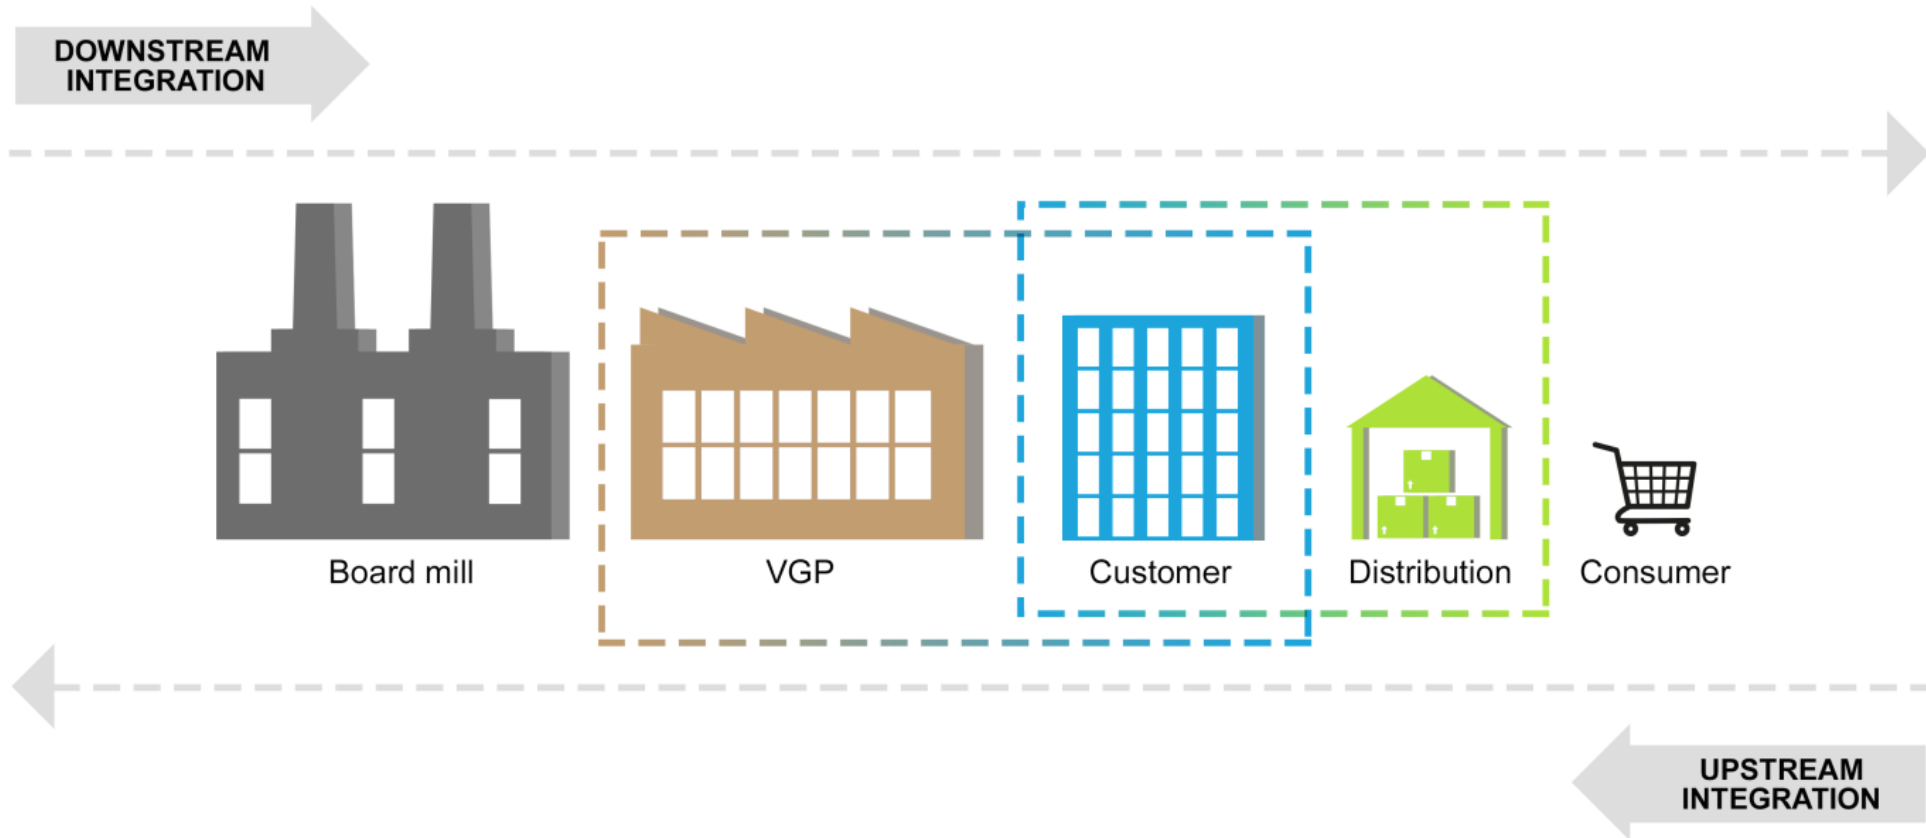 DOWNSTREAM
INTEGRATION
Board mill
VGP
Customer
Distribution
Consumer
UPSTREAM
INTEGRATION